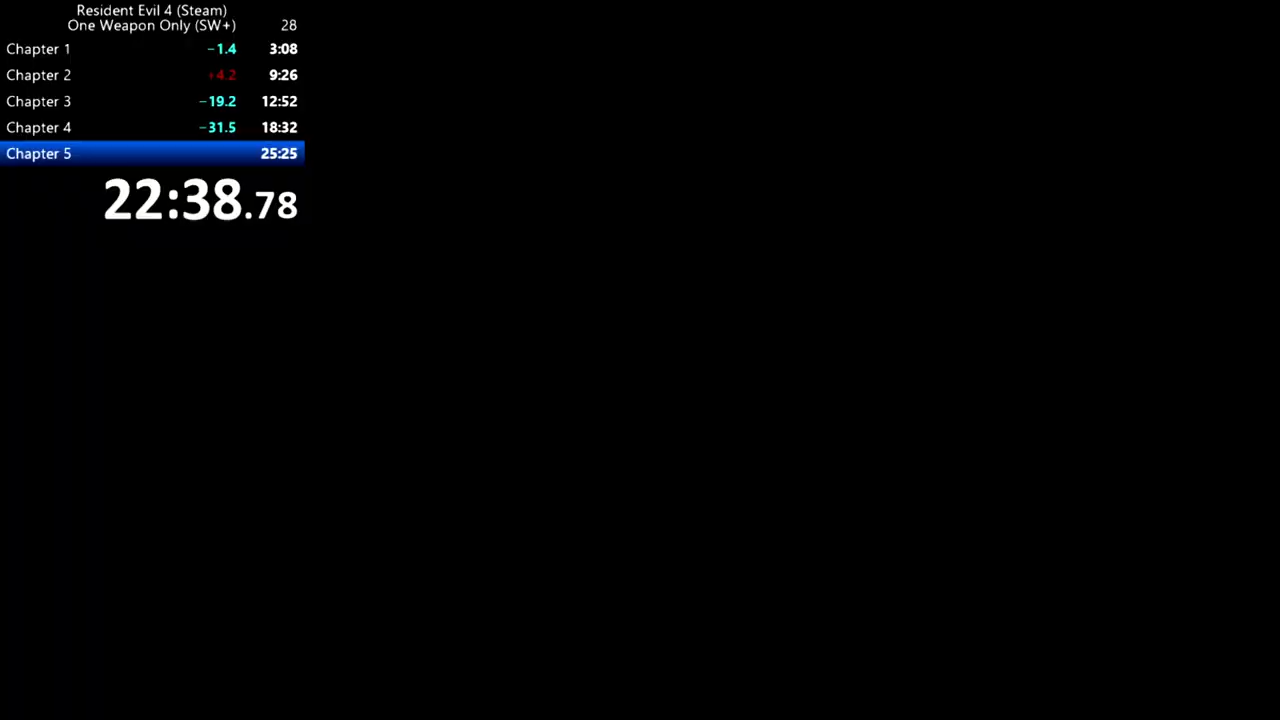 Resident Evil 4 (Steam)
One Weapon Only (SW+) 28
Chapter 1 −1.4 3:08
Chapter 2 +4.2 9:26
Chapter 3 −19.2 12:52
Chapter 4 −31.5 18:32
Chapter 5 25:25
22:38.78